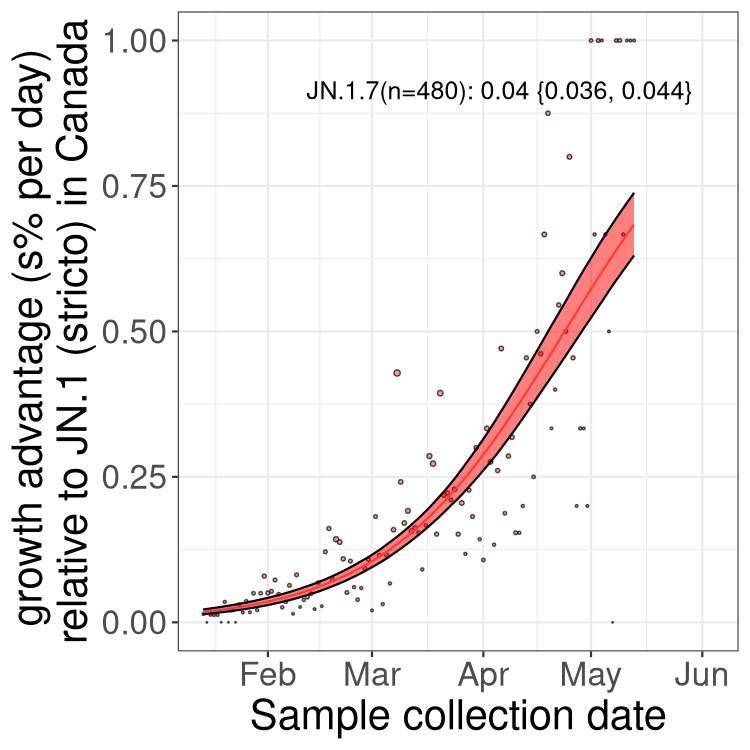 growth advantage (s% per day)
relative to JN.1 (stricto) in Canada
1.00
0.75
0.50
0.25
0.00
JN.1.7(n=480): 0.04 {0.036, 0.044}
Feb Mar Apr May Jun
Sample collection date